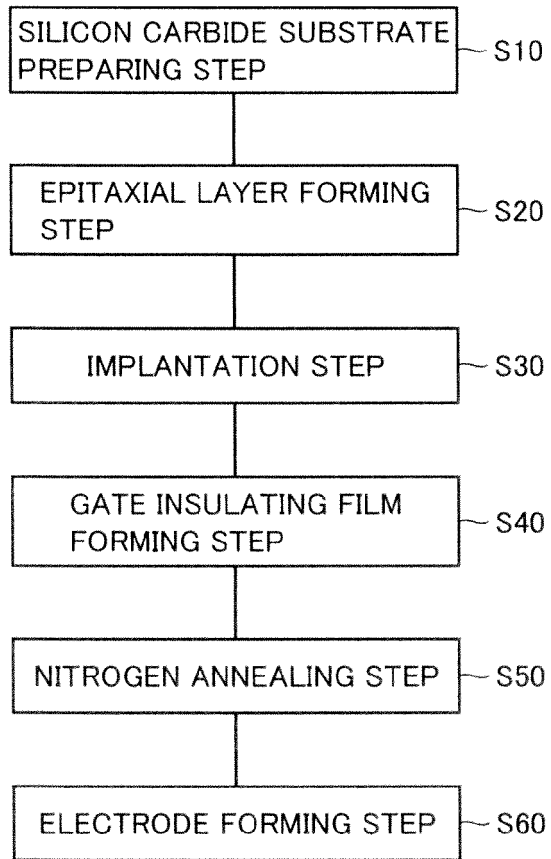 SILICON CARBIDE SUBSTRATE
PREPARING STEP
S10
EPITAXIAL LAYER FORMING
STEP
S20
IMPLANTATION STEP
S30
GATE INSULATING FILM
FORMING STEP
S40
NITROGEN ANNEALING STEP
S50
ELECTRODE FORMING STEP
S60